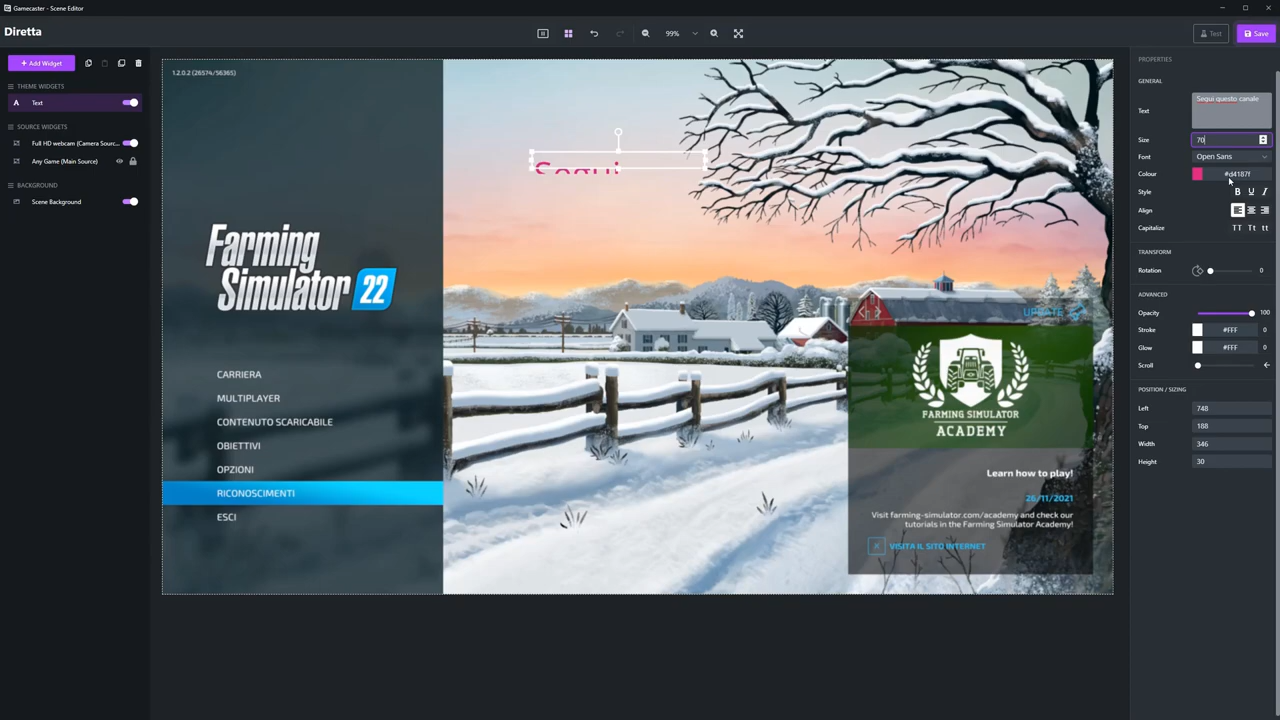 Gamecaster - Scene Editor
Diretta
99%
Test
Save
+ Add Widget
THEME WIDGETS
A Text
SOURCE WIDGETS
Full HD webcam (Camera Sourc...
Any Game (Main Source)
BACKGROUND
Scene Background
1.2.0.2 (26574/56365)
Segui
Farming
Simulator 22
CARRIERA
MULTIPLAYER
CONTENUTO SCARICABILE
OBIETTIVI
OPZIONI
RICONOSCIMENTI
ESCI
UPDATE
FARMING SIMULATOR
ACADEMY
Learn how to play!
26/11/2021
Visit farming-simulator.com/academy and check our
tutorials in the Farming Simulator Academy!
X VISITA IL SITO INTERNET
PROPERTIES
GENERAL
Text Segui questo canale
Size 70
Font Open Sans
Colour #d4187f
Style B U I
Align
Capitalize TT Tt tt
TRANSFORM
Rotation 0
ADVANCED
Opacity 100
Stroke #FFF 0
Glow #FFF 0
Scroll
POSITION / SIZING
Left 748
Top 188
Width 346
Height 30